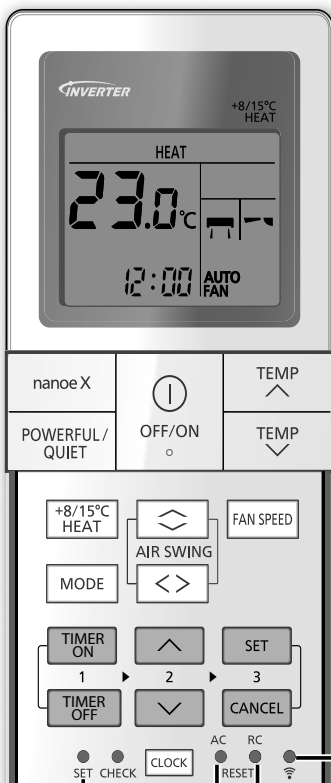 INVERTER
+8/15°C
HEAT
HEAT
23.0°C
12:00
AUTO
FAN
nanoe X
OFF/ON
TEMP
POWERFUL/
QUIET
TEMP
+8/15°C
HEAT
AIR SWING
FAN SPEED
MODE
TIMER
ON
SET
1
2
3
TIMER
OFF
CANCEL
AC
RC
SET
CHECK
CLOCK
RESET